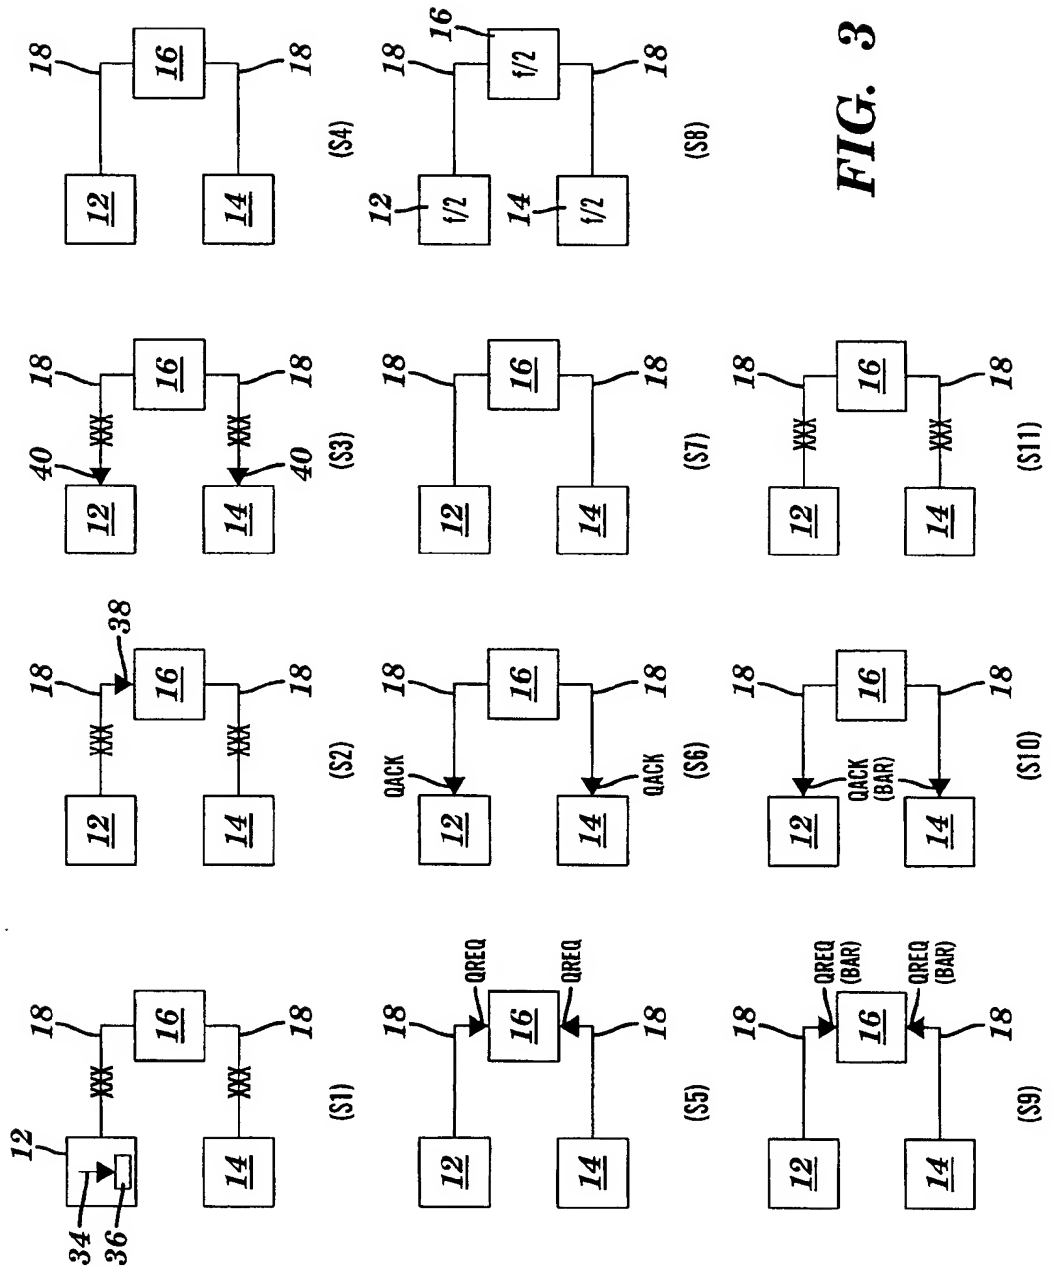 34
36
12
18
XXX
16
14
XXX
18
(S1)
12
18
XXX
38
16
14
XXX
18
(S2)
40
12
18
XXX
16
14
XXX
40
18
(S3)
12
18
16
14
18
(S4)
12
18
QREQ
16
QREQ
14
18
(S5)
QACK
12
18
16
14
QACK
18
(S6)
12
18
16
14
18
(S7)
12
f/2
18
16
f/2
14
f/2
18
(S8)
12
18
QREQ
(BAR)
16
QREQ
(BAR)
14
18
(S9)
12
18
QACK
(BAR)
16
14
18
(S10)
12
18
XXX
16
14
XXX
18
(S11)
FIG. 3